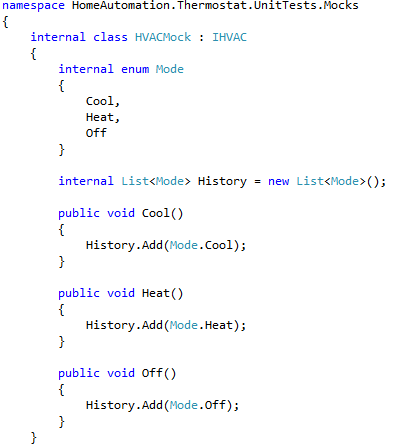 namespace HomeAutomation.Thermostat.UnitTests.Mocks
{
    internal class HVACMock : IHVAC
    {
        internal enum Mode
        {
            Cool,
            Heat,
            Off
        }

        internal List<Mode> History = new List<Mode>();

        public void Cool()
        {
            History.Add(Mode.Cool);
        }

        public void Heat()
        {
            History.Add(Mode.Heat);
        }

        public void Off()
        {
            History.Add(Mode.Off);
        }
    }